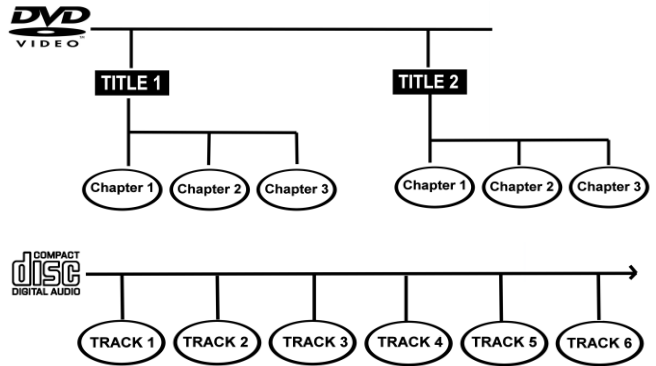 DVD
VIDEO
TITLE 1 TITLE 2
Chapter 1 Chapter 2 Chapter 3 Chapter 1 Chapter 2 Chapter 3
COMPACT
disc
DIGITAL AUDIO
TRACK 1 TRACK 2 TRACK 3 TRACK 4 TRACK 5 TRACK 6